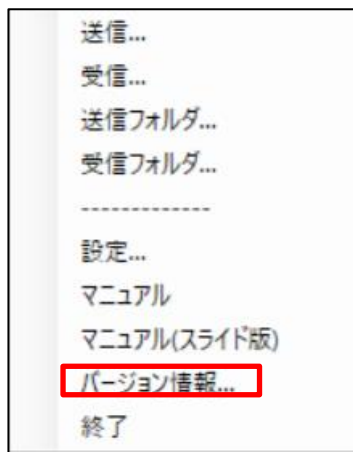 送信...
受信...
送信フォルダ...
受信フォルダ...
-------------
設定...
マニュアル
マニュアル(スライド版)
バージョン情報...
終了